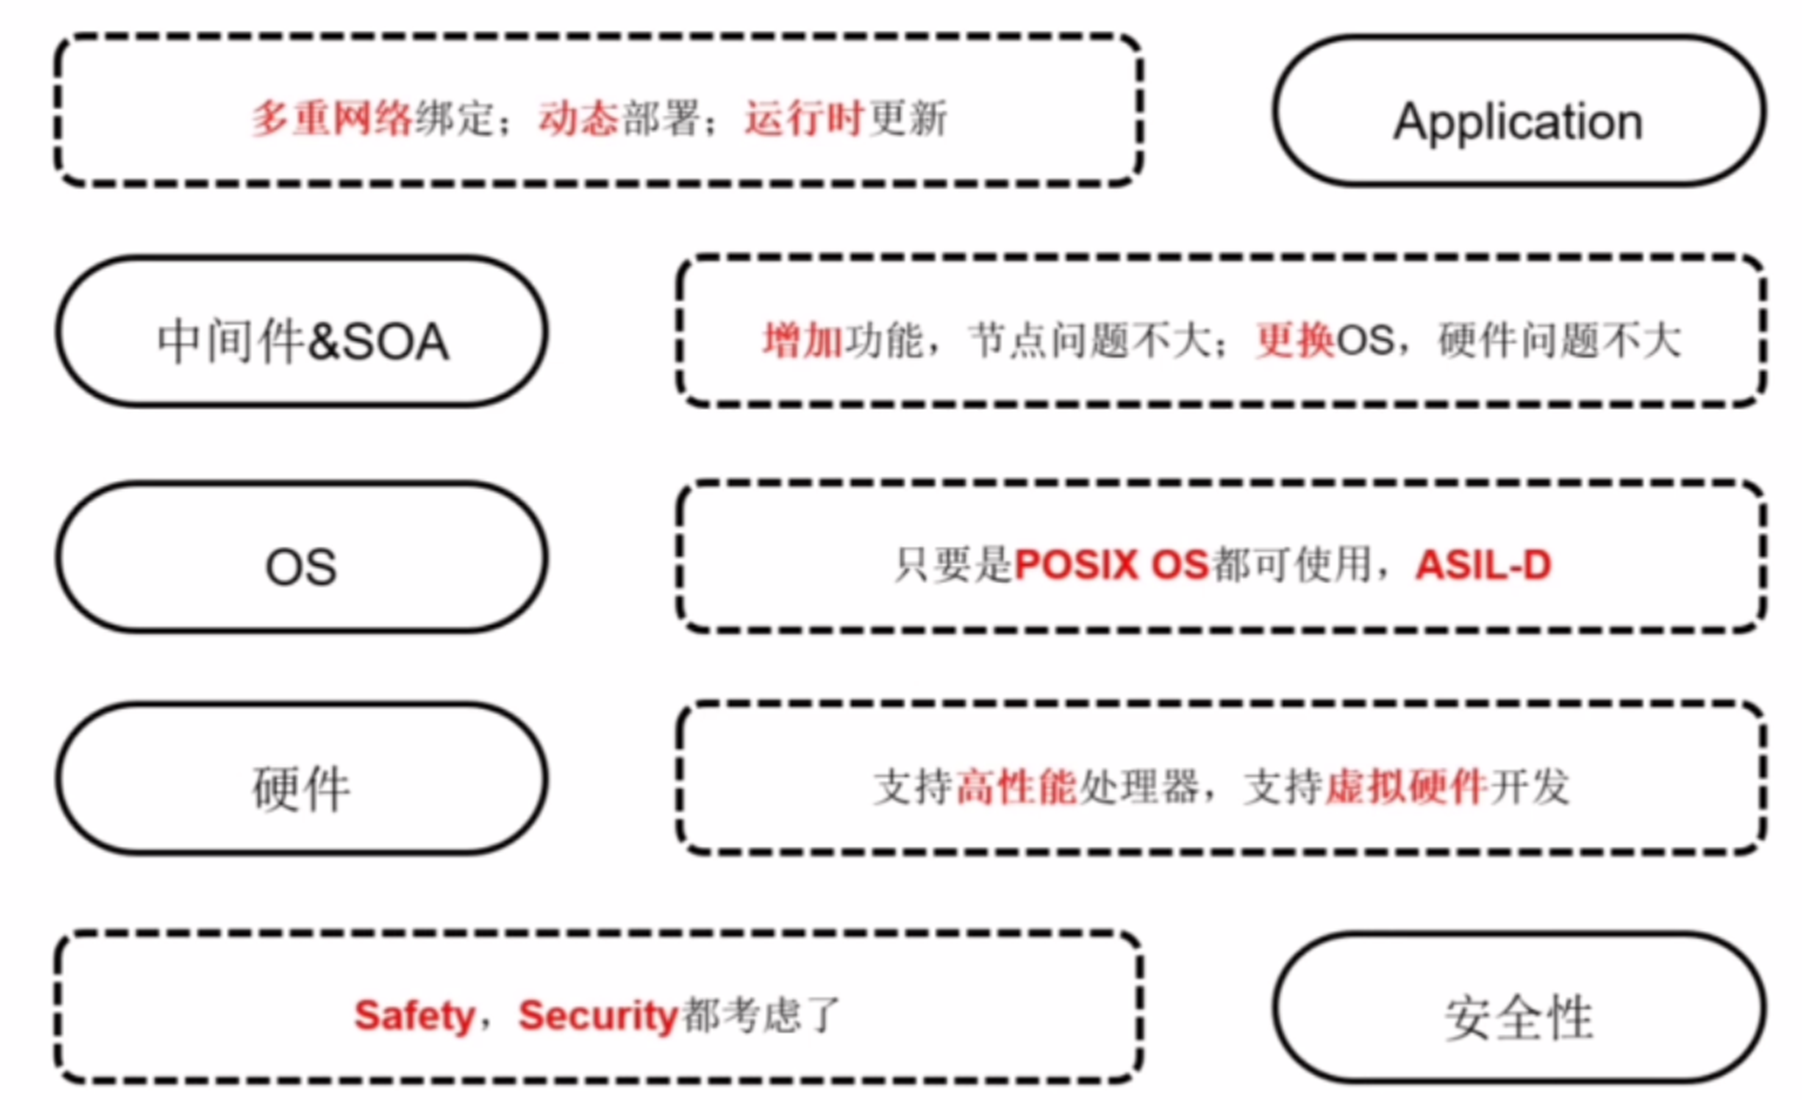 多重网络绑定；动态部署；运行时更新
Application
中间件&SOA
增加功能，节点问题不大；更换OS，硬件问题不大
OS
只要是POSIX OS都可使用，ASIL-D
硬件
支持高性能处理器，支持虚拟硬件开发
Safety，Security都考虑了
安全性